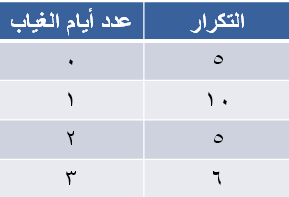 التكرار عدد أيام الغياب
٥ ٠
١٠ ١
٥ ٢
٦ ٣